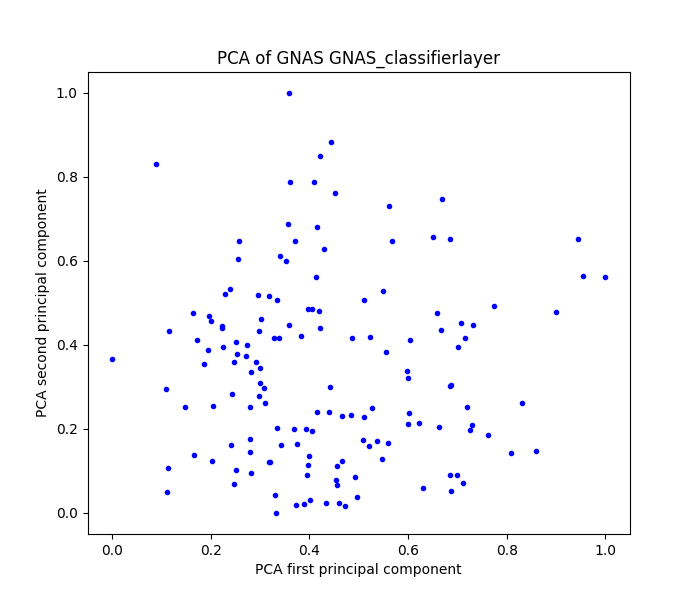 PCA of GNAS GNAS_classifierlayer
1.0
0.8
0.6
0.4
0.2
0.0
PCA second principal component
0.0 0.2 0.4 0.6 0.8 1.0
PCA first principal component